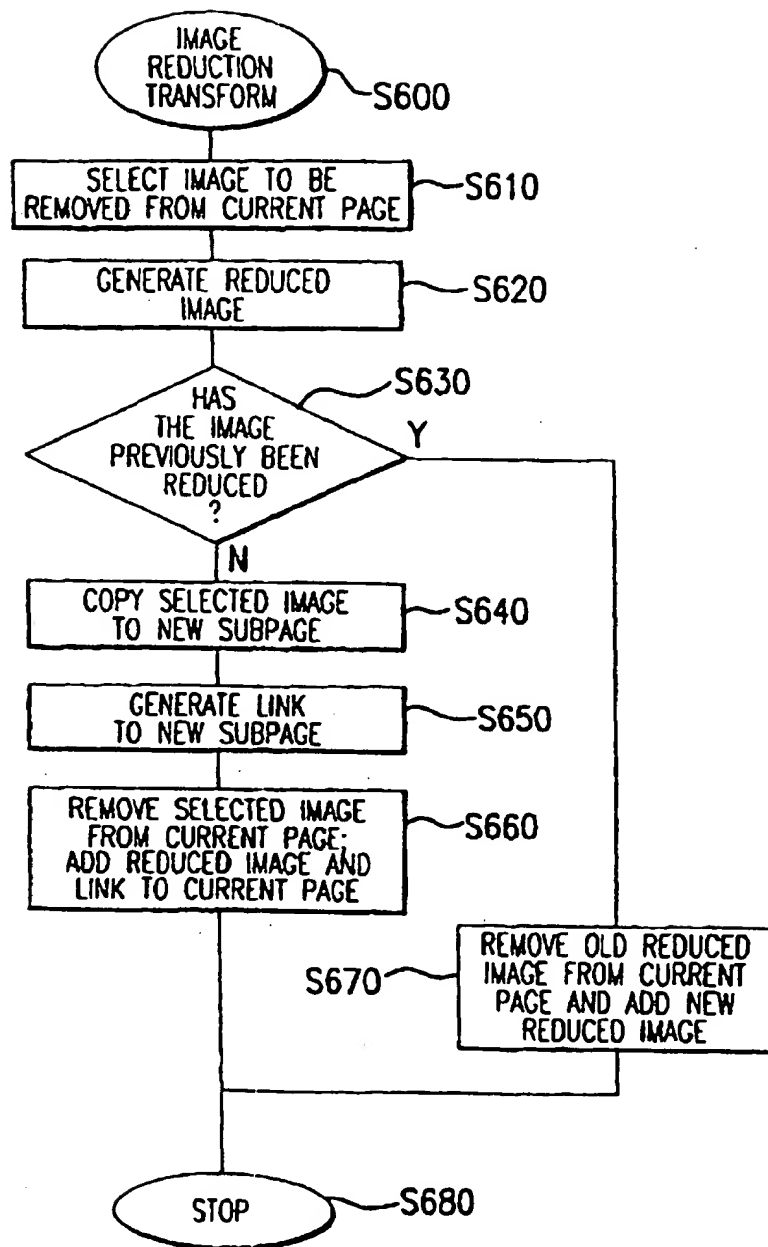 IMAGE
REDUCTION
TRANSFORM
S600
SELECT IMAGE TO BE
REMOVED FROM CURRENT PAGE
S610
GENERATE REDUCED
IMAGE
S620
S630
HAS
THE IMAGE
PREVIOUSLY BEEN
REDUCED
?
Y
N
COPY SELECTED IMAGE
TO NEW SUBPAGE
S640
GENERATE LINK
TO NEW SUBPAGE
S650
REMOVE SELECTED IMAGE
FROM CURRENT PAGE;
ADD REDUCED IMAGE AND
LINK TO CURRENT PAGE
S660
S670
REMOVE OLD REDUCED
IMAGE FROM CURRENT
PAGE AND ADD NEW
REDUCED IMAGE
STOP
S680